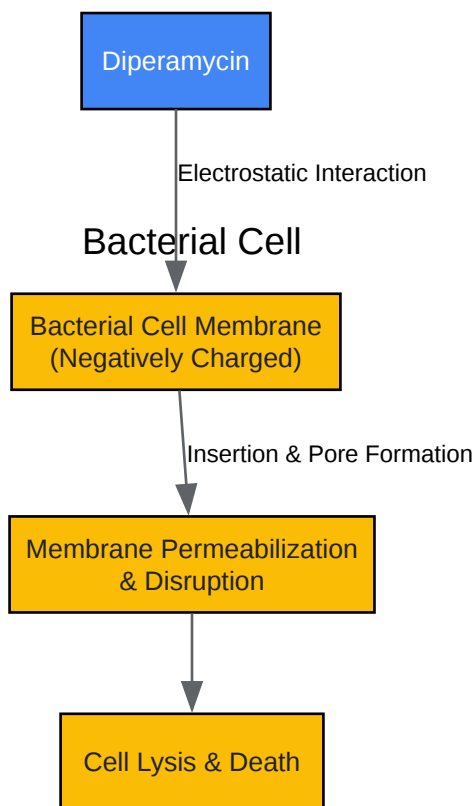 Diperamycin
Electrostatic Interaction
Bacterial Cell
Bacterial Cell Membrane
(Negatively Charged)
Insertion & Pore Formation
Membrane Permeabilization
& Disruption
Cell Lysis & Death